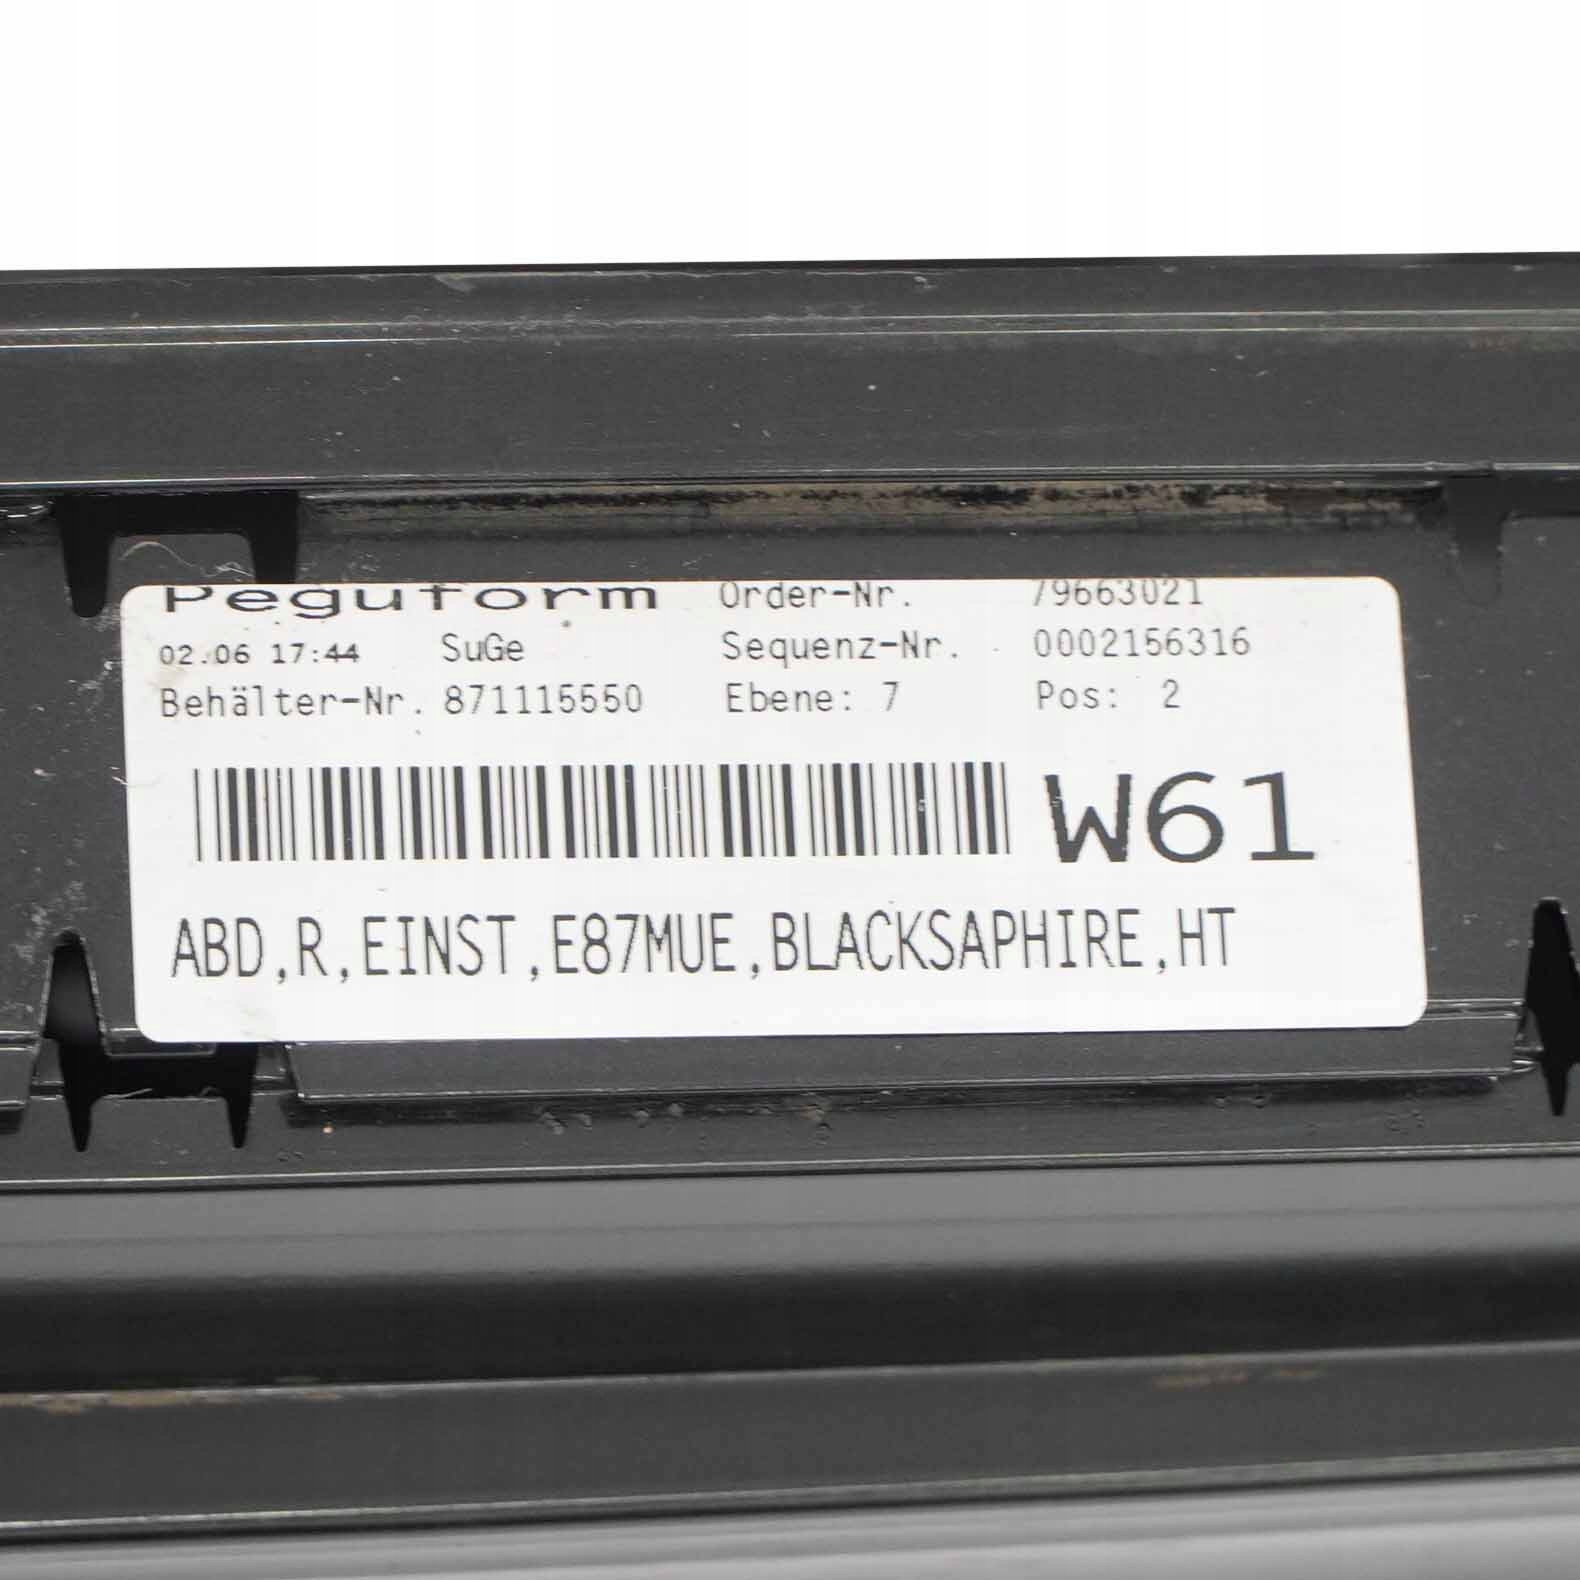 Peguform Order-Nr. 79663021
02.06 17:44 SuGe Sequenz-Nr. 0002156316
Behälter-Nr. 871115550 Ebene: 7 Pos: 2
W61
ABD,R,EINST,E87MUE,BLACKSAPHIRE,HT